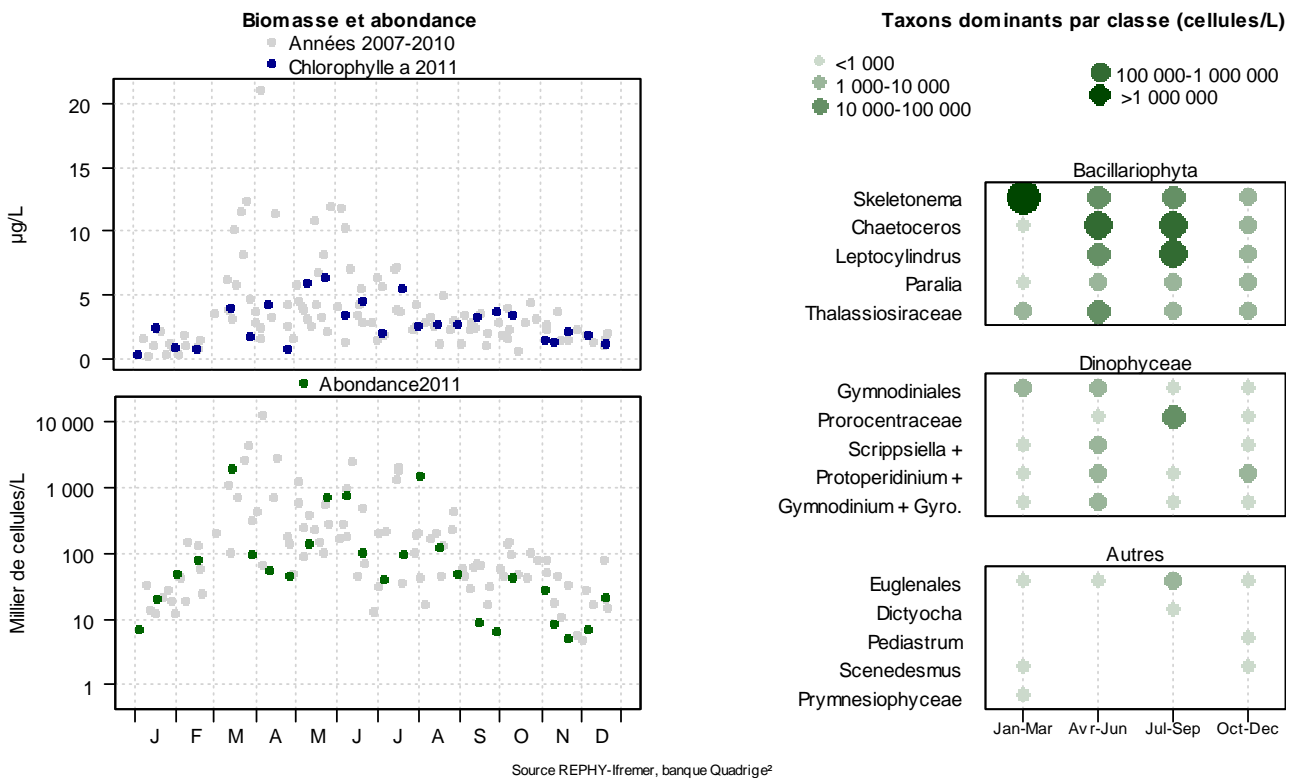 Biomasse et abondance
Années 2007-2010
Chlorophylle a 2011
µg/L
20
15
10
5
0
Abondance2011
Millier de cellules/L
10 000
1 000
100
10
1
J F M A M J J A S O N D
Taxons dominants par classe (cellules/L)
<1 000
1 000-10 000
10 000-100 000
100 000-1 000 000
>1 000 000
Bacillariophyta
Skeletonema
Chaetoceros
Leptocylindrus
Paralia
Thalassiosiraceae
Dinophyceae
Gymnodiniales
Prorocentraceae
Scrippsiella +
Protoperidinium +
Gymnodinium + Gyro.
Autres
Euglenales
Dictyocha
Pediastrum
Scenedesmus
Prymnesiophyceae
Jan-Mar Avr-Jun Jul-Sep Oct-Dec
Source REPHY-Ifremer, banque Quadrige²